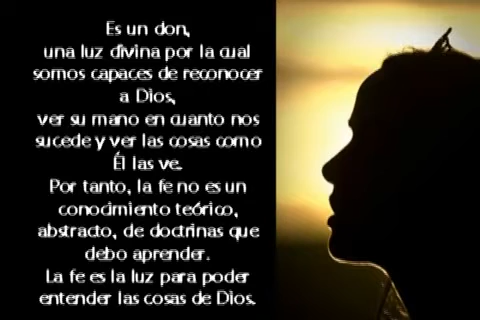 Es un don,
una luz divina por la cual
somos capaces de reconocer
a Dios,
ver su mano en cuanto nos
sucede y ver las cosas como
Él las ve.
Por tanto, la fe no es un
conocimiento teórico,
abstracto, de doctrinas que
debo aprender.
La fe es la luz para poder
entender las cosas de Dios.